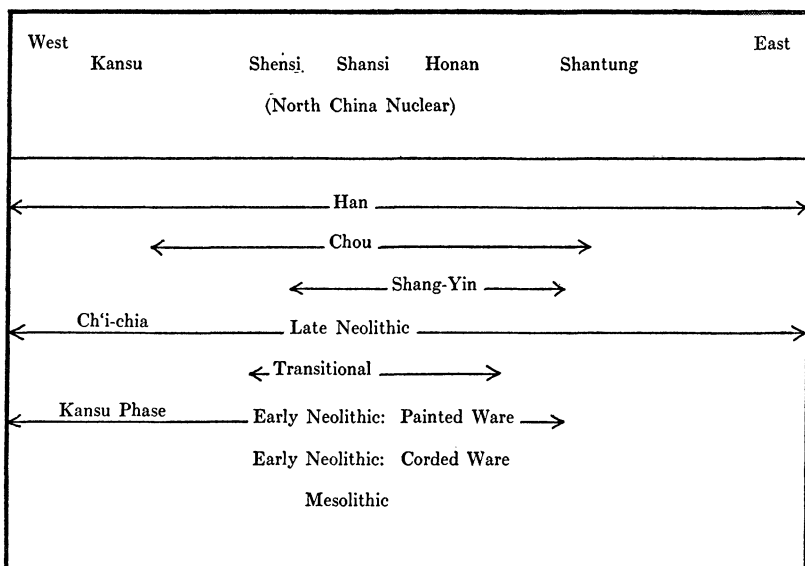 West East
Kansu Shensi Shansi Honan Shantung
(North China Nuclear)
Han
Chou
Shang-Yin
Ch‘i-chia Late Neolithic
Transitional
Kansu Phase Early Neolithic: Painted Ware
Early Neolithic: Corded Ware
Mesolithic